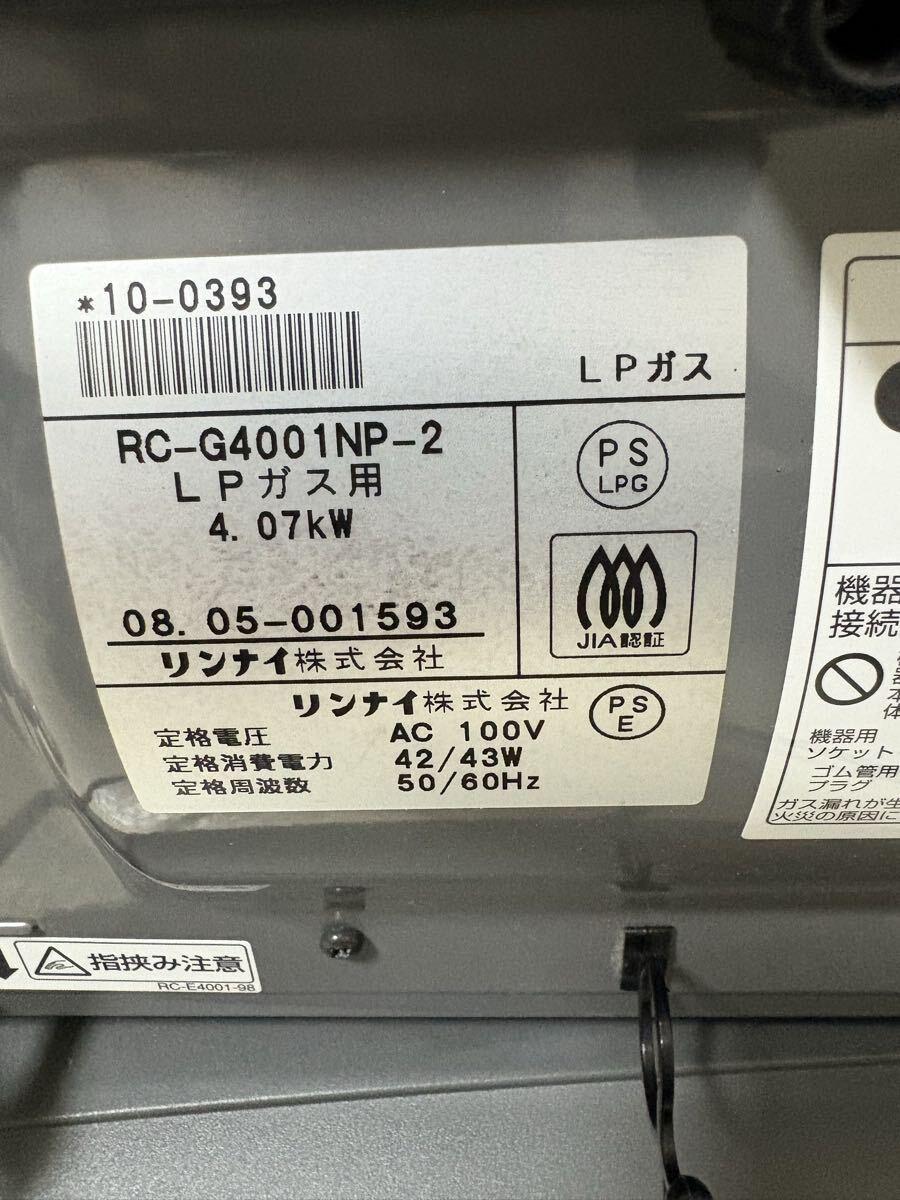 *10-0393
LPガス
RC-G4001NP-2
LPガス用
4.07kW
08.05-001593
リンナイ株式会社
PS
LPG
JIA認証
リンナイ株式会社
PS
E
定格電圧 AC 100V
定格消費電力 42/43W
定格周波数 50/60Hz
機器
接続
本
体
機器用
ソケット
ゴム管用
プラグ
ガス漏れが生
火災の原因に
指挟み注意
RC-E4001-98